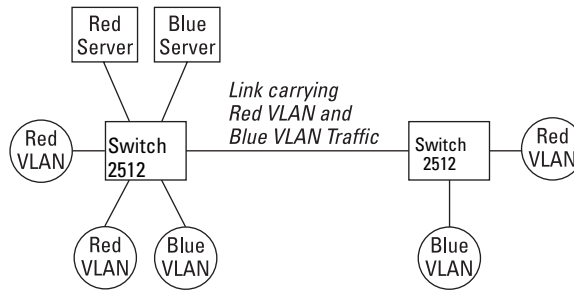 Red
Server
Blue
Server
Link carrying
Red VLAN and
Blue VLAN Traffic
Red
VLAN
Switch
2512
Switch
2512
Red
VLAN
Red
VLAN
Blue
VLAN
Blue
VLAN